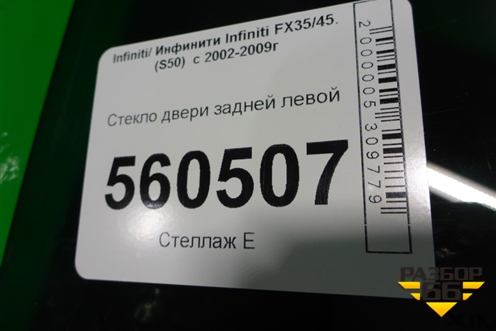 Infiniti/ Инфинити Infiniti FX35/45.
(S50) с 2002-2009г
Стекло двери задней левой
560507
Стеллаж Е
2000005309779
РАЗБОР
66